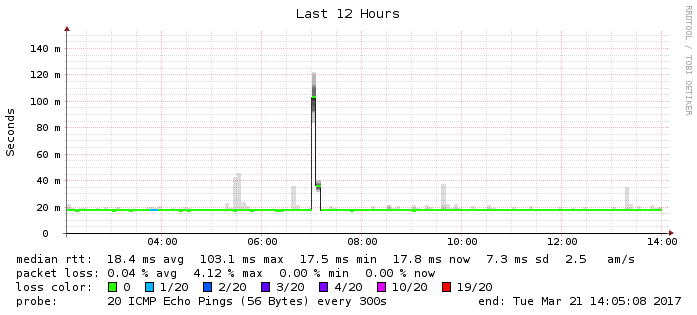 Last 12 Hours
RRDTOOL / TOBI OETIKER
Seconds
140 m
120 m
100 m
80 m
60 m
40 m
20 m
0
04:00 06:00 08:00 10:00 12:00 14:00
median rtt: 18.4 ms avg 103.1 ms max 17.5 ms min 17.8 ms now 7.3 ms sd 2.5 am/s
packet loss: 0.04 % avg 4.12 % max 0.00 % min 0.00 % now
loss color: 0 1/20 2/20 3/20 4/20 10/20 19/20
probe: 20 ICMP Echo Pings (56 Bytes) every 300s end: Tue Mar 21 14:05:08 2017